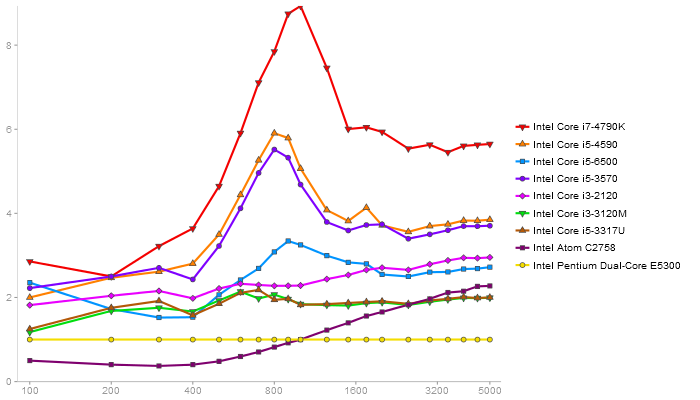 8
6
4
2
0
100 200 400 800 1600 3200 5000
Intel Core i7-4790K
Intel Core i5-4590
Intel Core i5-6500
Intel Core i5-3570
Intel Core i3-2120
Intel Core i3-3120M
Intel Core i5-3317U
Intel Atom C2758
Intel Pentium Dual-Core E5300